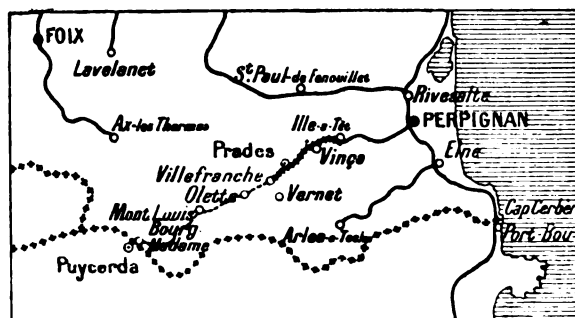 FOIX
Lavelanet
St Paul-de Fenouillet
Rivesalte
PERPIGNAN
Ax-les Thermes
Ille-s-Têt
Prades
Vinça
Elne
Villefranche
Olette
Vernet
Mont Louis
Bourg
Madame
Arles-s-Tech
Cap Cerber
Port Bou
Puycerda